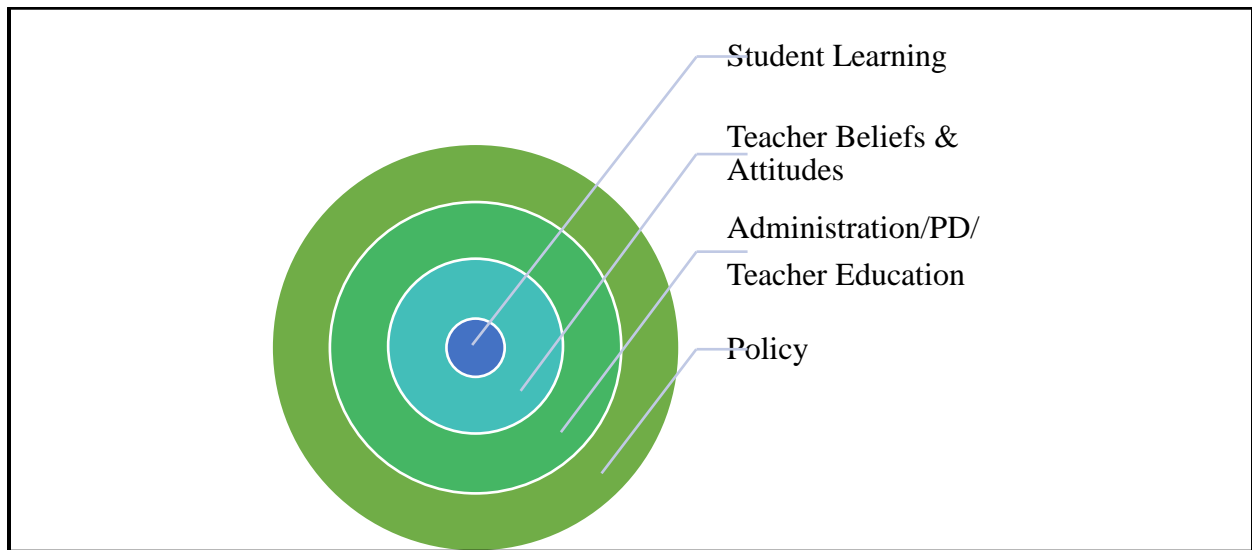 Student Learning
Teacher Beliefs &
Attitudes
Administration/PD/
Teacher Education
Policy